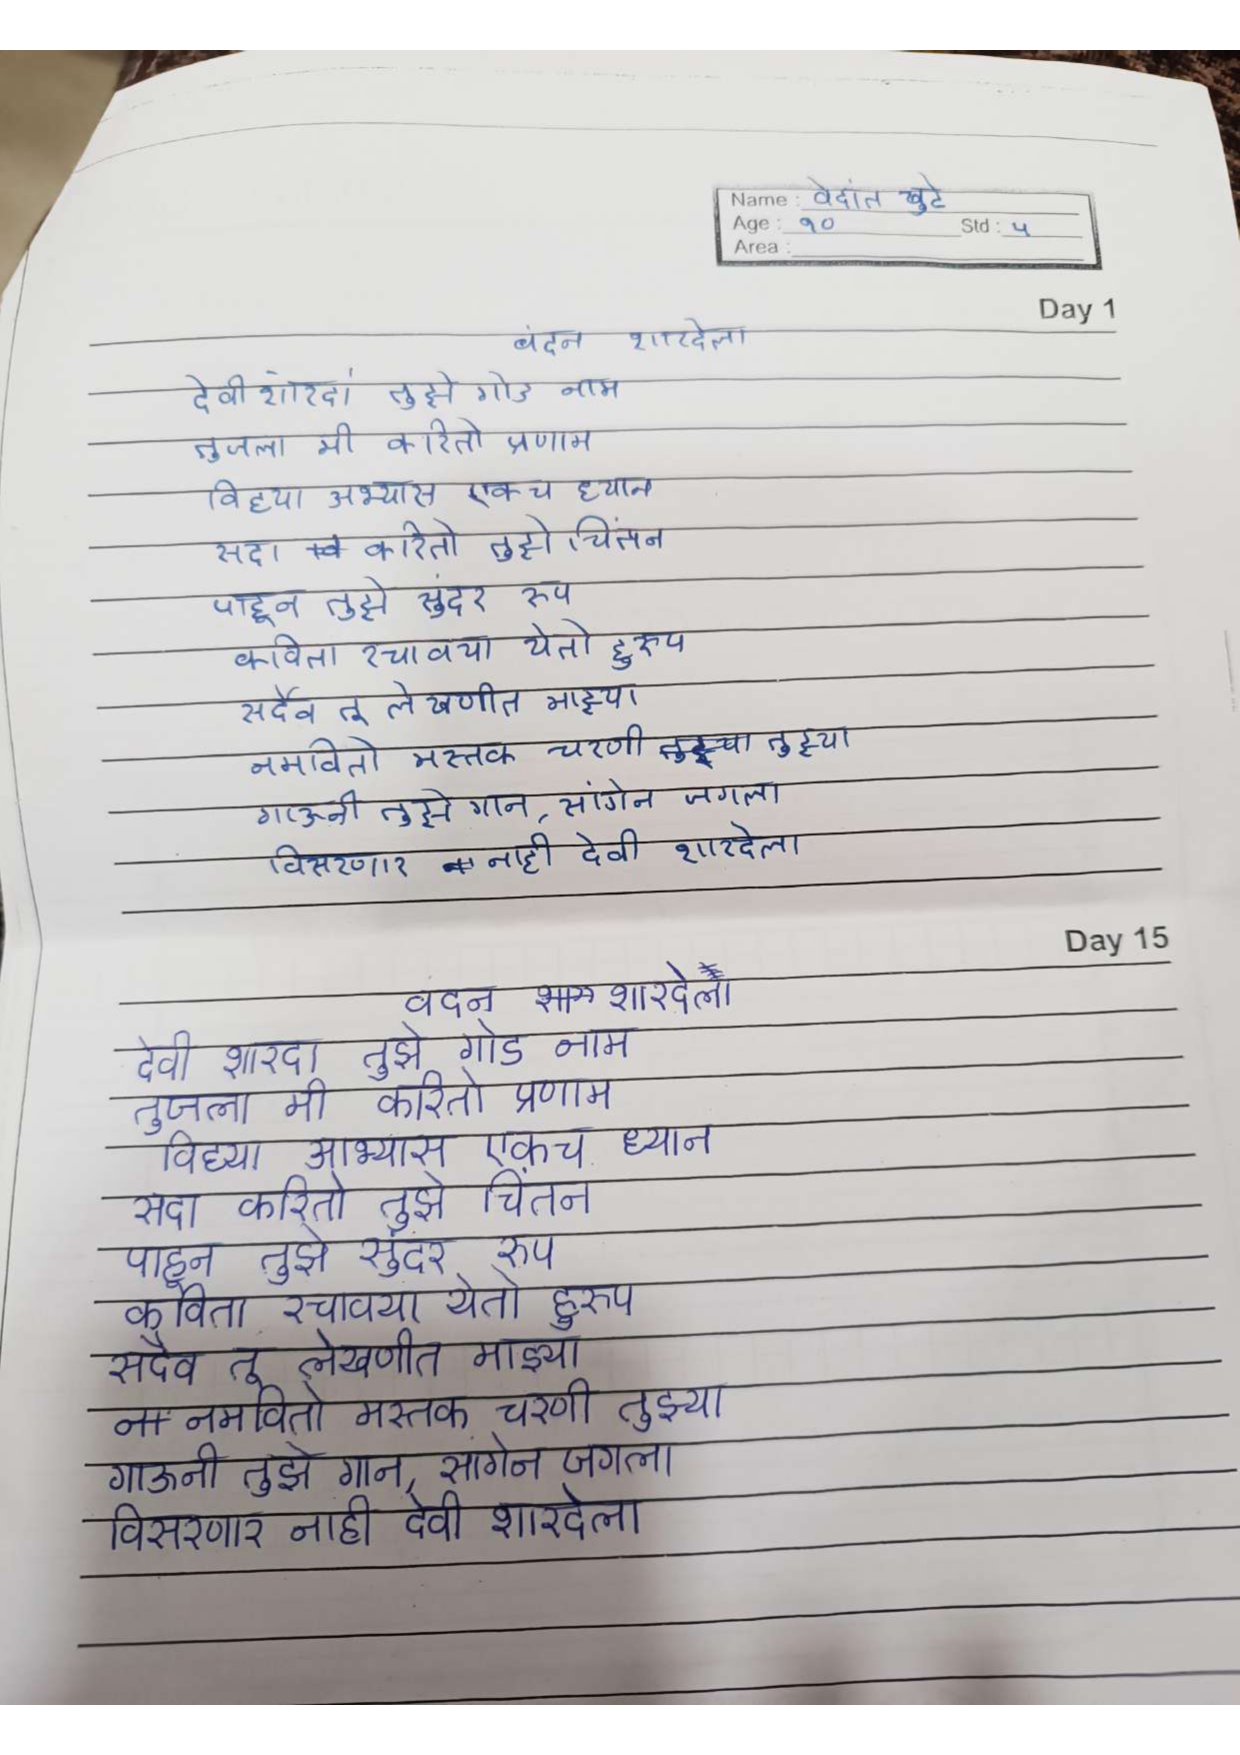 Name : वेदांत खुटे
Age : १० Std : ५
Area :
Day 1
वंदन शारदेला
देवी शारदा तुझे गोड नाम
तुजला मी करितो प्रणाम
विद्या अभ्यास एकच ध्यान
सदा करितो तुझे चिंतन
पाहून तुझे सुंदर रुप
कविता रचावया येतो हुरुप
सदैव तू लेखणीत माझ्या
नमवितो मस्तक चरणी तुझ्या
गाऊनी तुझे गान, सांगेन जगला
विसरणार नाही देवी शारदेला
Day 15
वदन शारदेला
देवी शारदा तुझे गोड नाम
तुजला मी करितो प्रणाम
विद्या आभ्यास एकच ध्यान
सदा करितो तुझे चिंतन
पाहून तुझे सुंदर रुप
कविता रचावया येतो हुरुप
सदैव तू लेखणीत माझ्या
नमवितो मस्तक चरणी तुझ्या
गाऊनी तुझे गान, सांगेन जगला
विसरणार नाही देवी शारदेला